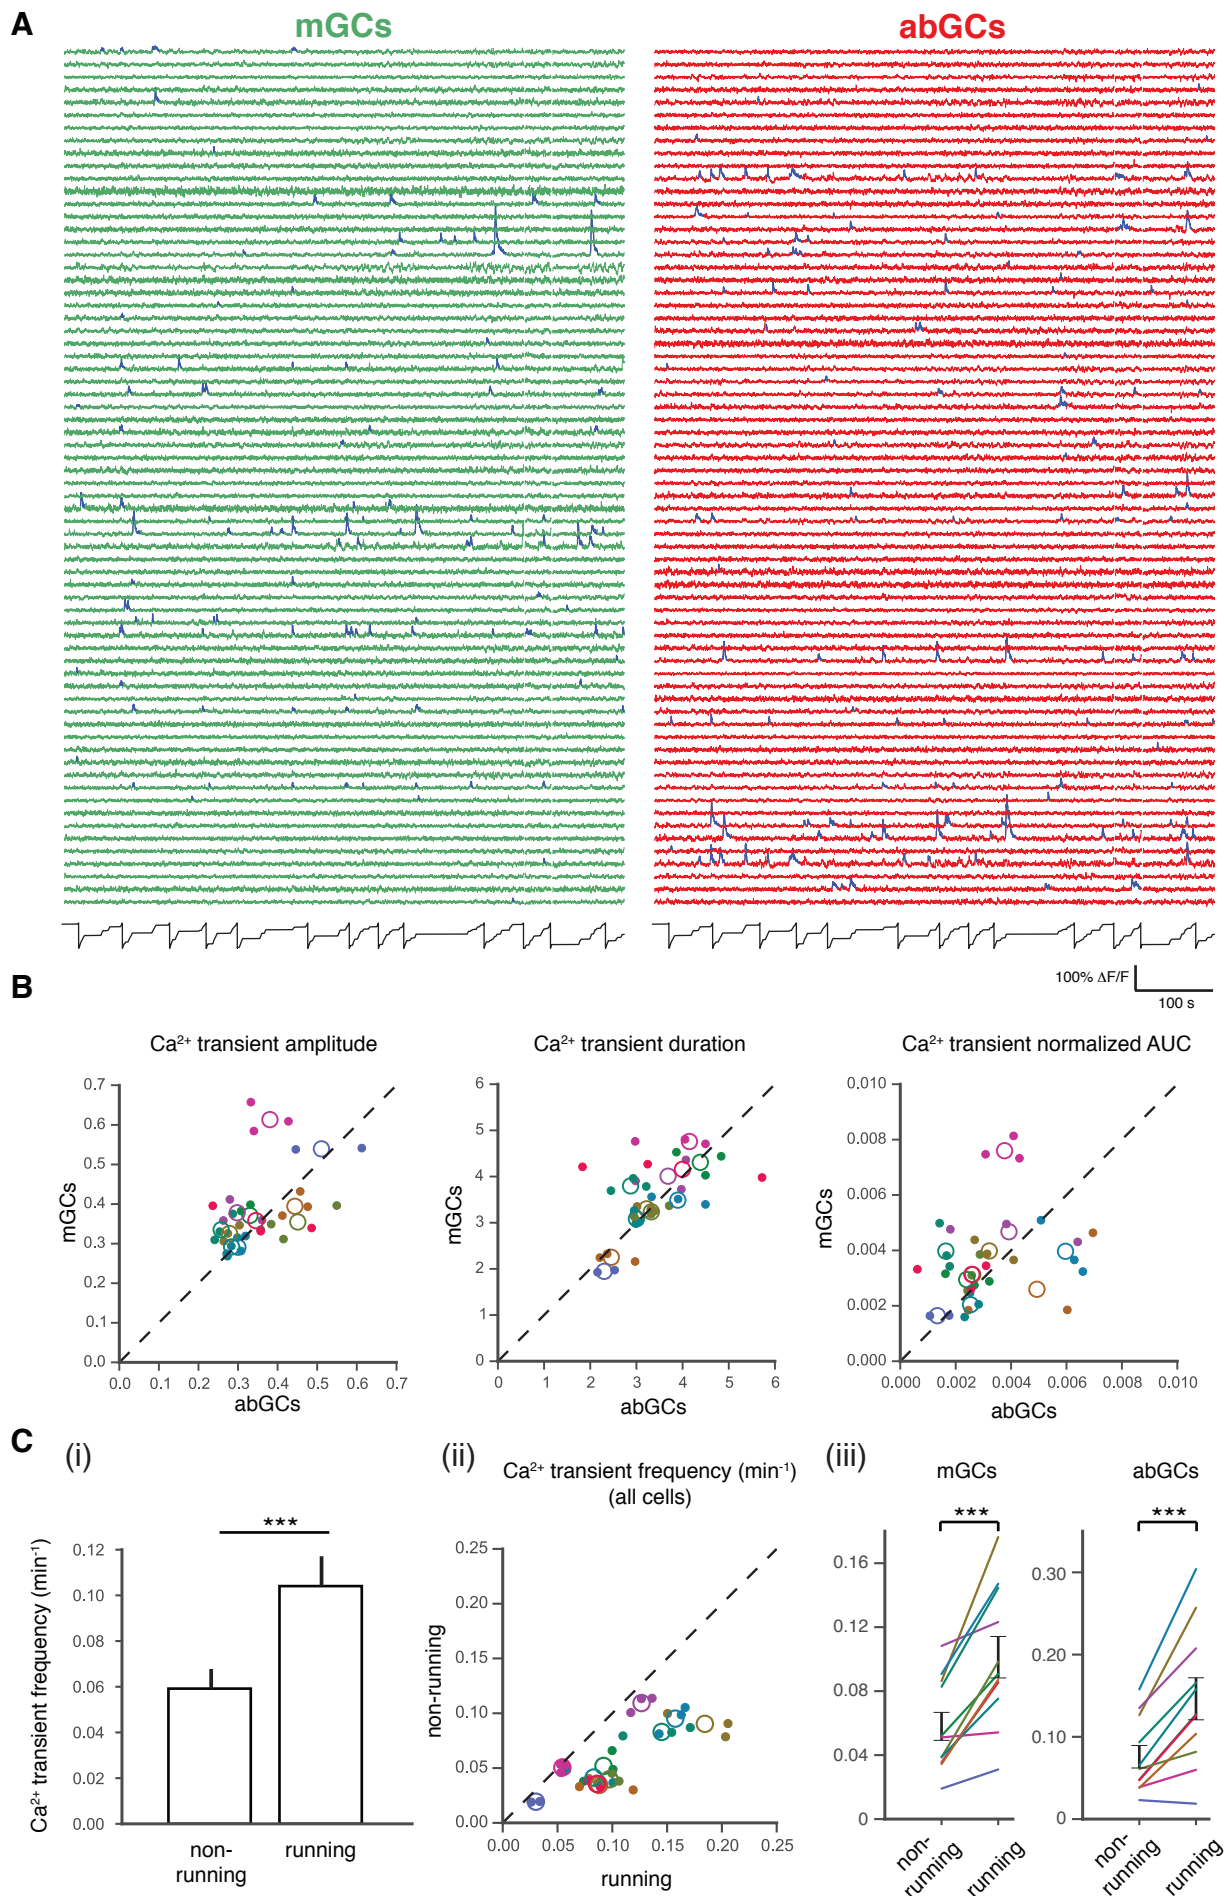 A
mGCs
abGCs
100% ΔF/F
100 s
B
Ca²⁺ transient amplitude
Ca²⁺ transient duration
Ca²⁺ transient normalized AUC
mGCs
0.7
0.6
0.5
0.4
0.3
0.2
0.1
0.0
0.0 0.1 0.2 0.3 0.4 0.5 0.6 0.7
abGCs
mGCs
6
5
4
3
2
1
0
0 1 2 3 4 5 6
abGCs
mGCs
0.010
0.008
0.006
0.004
0.002
0.000
0.000 0.002 0.004 0.006 0.008 0.010
abGCs
C
(i)
Ca²⁺ transient frequency (min⁻¹)
0.12
0.10
0.08
0.06
0.04
0.02
0.00
***
non-
running
running
(ii)
Ca²⁺ transient frequency (min⁻¹)
(all cells)
non-running
0.25
0.20
0.15
0.10
0.05
0.00
0.00 0.05 0.10 0.15 0.20 0.25
running
(iii)
mGCs
***
0.16
0.12
0.08
0.04
0
non-
running
running
abGCs
***
0.30
0.20
0.10
0
non-
running
running